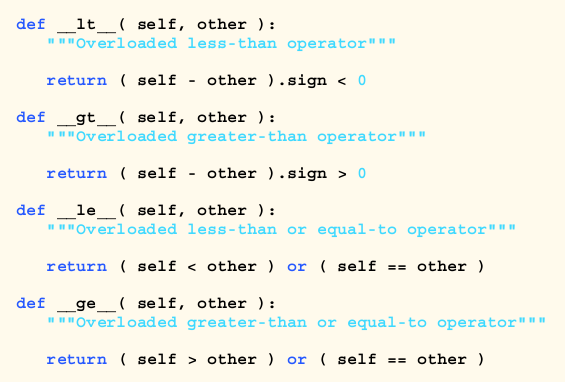 def __lt__( self, other ):
   """Overloaded less-than operator"""

   return ( self - other ).sign < 0

def __gt__( self, other ):
   """Overloaded greater-than operator"""

   return ( self - other ).sign > 0

def __le__( self, other ):
   """Overloaded less-than or equal-to operator"""

   return ( self < other ) or ( self == other )

def __ge__( self, other ):
   """Overloaded greater-than or equal-to operator"""

   return ( self > other ) or ( self == other )